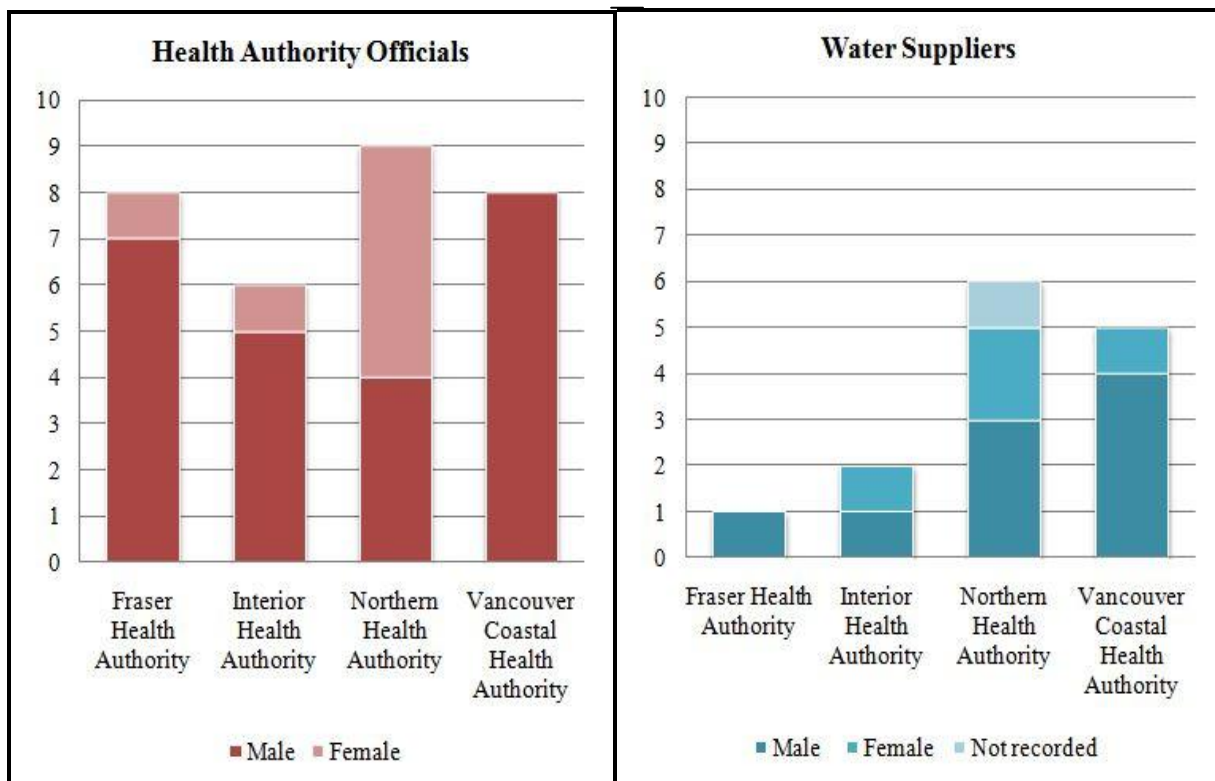 Health Authority Officials
10
9
8
7
6
5
4
3
2
1
0
Fraser
Health
Authority
Interior
Health
Authority
Northern
Health
Authority
Vancouver
Coastal
Health
Authority
Male Female
Water Suppliers
10
9
8
7
6
5
4
3
2
1
0
Fraser Health
Authority
Interior
Health
Authority
Northern
Health
Authority
Vancouver
Coastal
Health
Authority
Male Female Not recorded